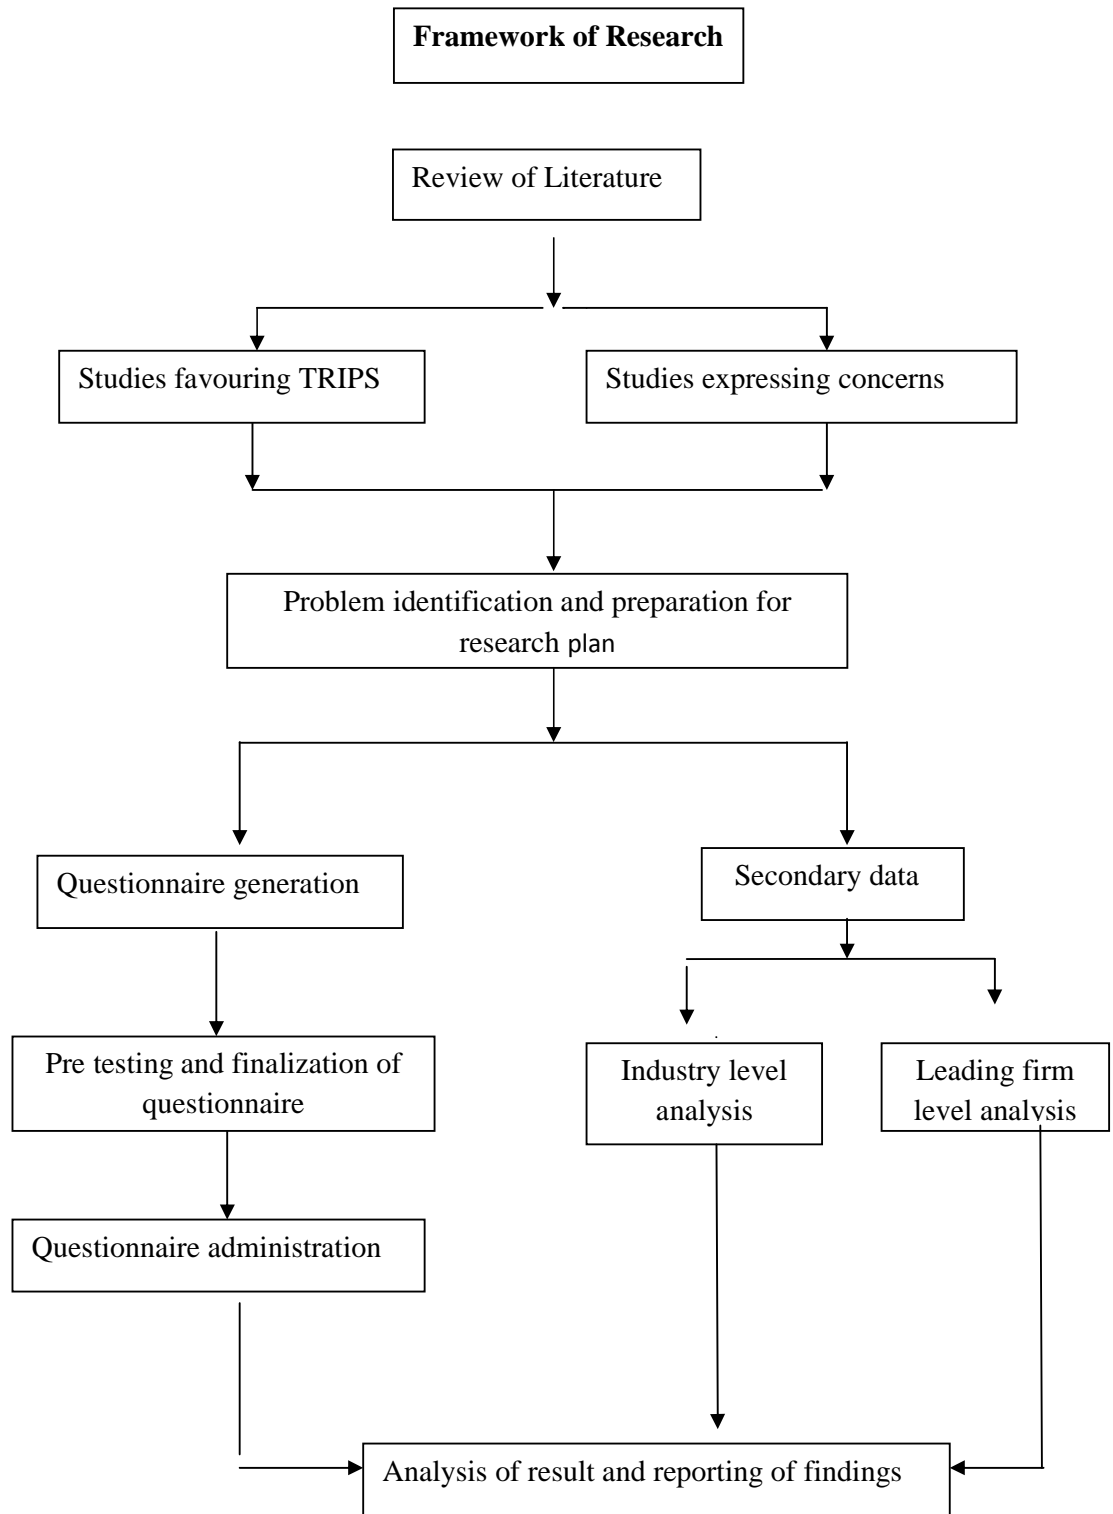 Framework of Research
Review of Literature
Studies favouring TRIPS
Studies expressing concerns
Problem identification and preparation for
research plan
Questionnaire generation
Secondary data
Pre testing and finalization of
questionnaire
Industry level
analysis
Leading firm
level analysis
Questionnaire administration
Analysis of result and reporting of findings